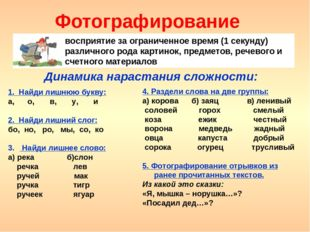 Фотографирование
восприятие за ограниченное время (1 секунду)
различного рода картинок, предметов, речевого и
счетного материалов
Динамика нарастания сложности:
1. Найди лишнюю букву:
а, о, в, у, и
2. Найди лишний слог:
бо, но, ро, мы, со, ко
3. Найди лишнее слово:
а) река б)слон
речка лев
ручей мак
ручка тигр
ручеек ягуар
4. Раздели слова на две группы:
а) корова б) заяц в) ленивый
соловей горох смелый
коза ежик честный
ворона медведь жадный
овца капуста добрый
сорока огурец трусливый
5. Фотографирование отрывков из
ранее прочитанных текстов.
Из какой это сказки:
«Я, мышка – норушка…»?
«Посадил дед…»?